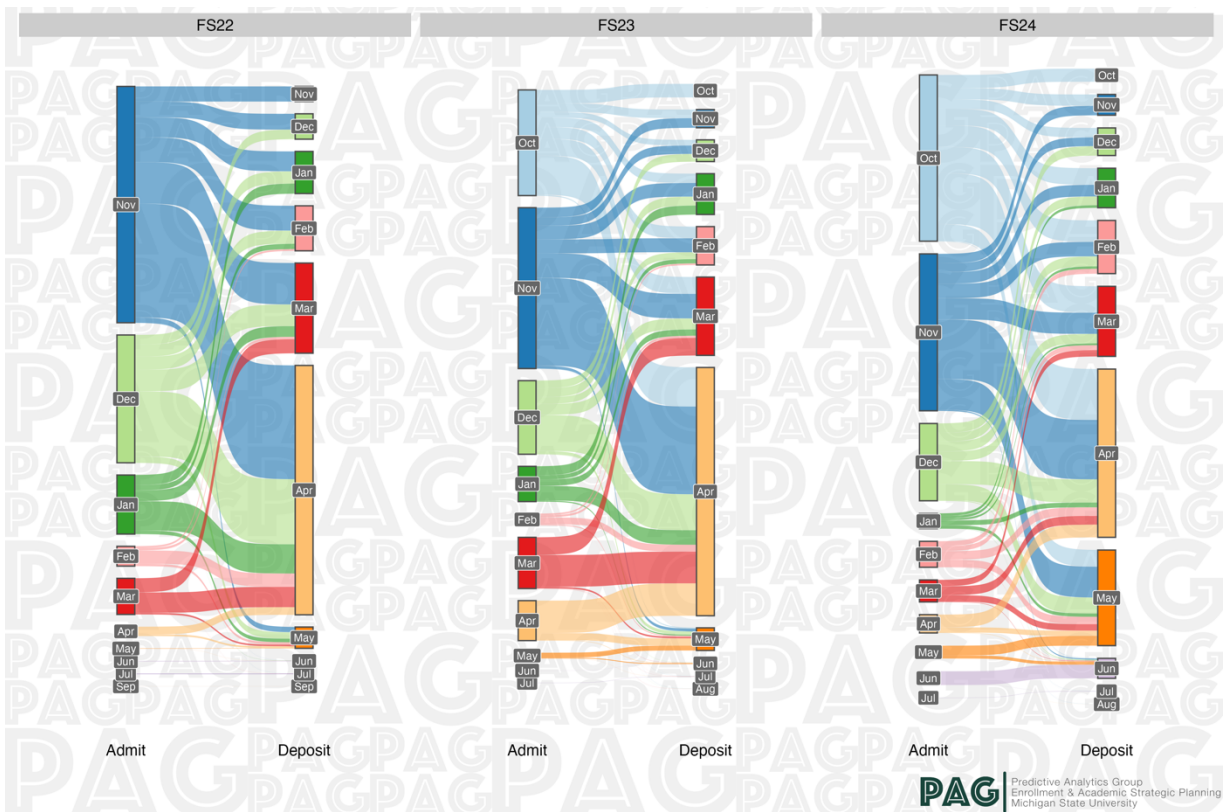 FS22
FS23
FS24
Nov
Dec
Jan
Feb
Mar
Apr
May
Jun
Jul
Sep
Nov
Dec
Jan
Feb
Mar
Apr
May
Jun
Jul
Sep
Admit
Deposit
Oct
Nov
Dec
Jan
Feb
Mar
Apr
May
Jun
Jul
Oct
Nov
Dec
Jan
Feb
Mar
Apr
May
Jun
Jul
Aug
Admit
Deposit
Oct
Nov
Dec
Jan
Feb
Mar
Apr
May
Jun
Jul
Oct
Nov
Dec
Jan
Feb
Mar
Apr
May
Jun
Jul
Aug
Admit
Deposit
PAG
Predictive Analytics Group
Enrollment & Academic Strategic Planning
Michigan State University